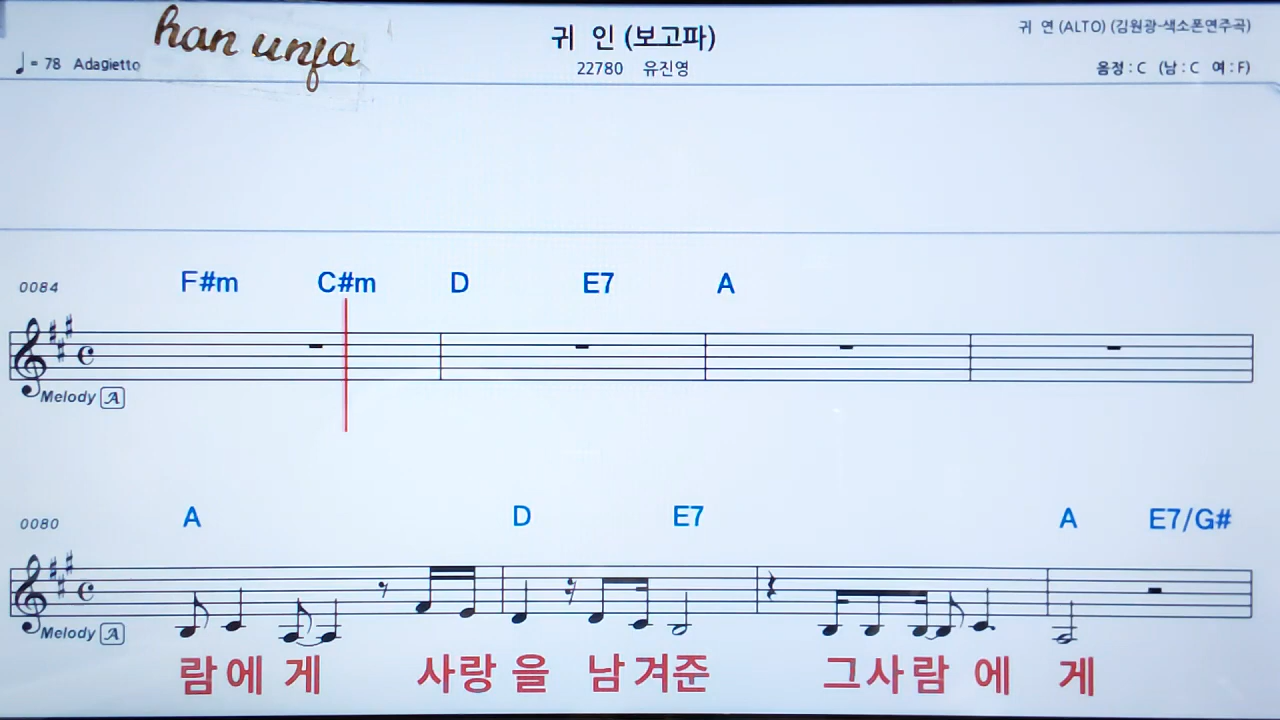 han unja
귀 인 (보고파)
귀 연 (ALTO) (김원광-색소폰연주곡)
♩= 78 Adagietto
22780 유진영
음정 : C (남 : C 여 : F)
0084
F#m C#m D E7 A
Melody A
0080
A D E7 A E7/G#
Melody A
람에 게 사랑 을 남겨준 그사람 에 게